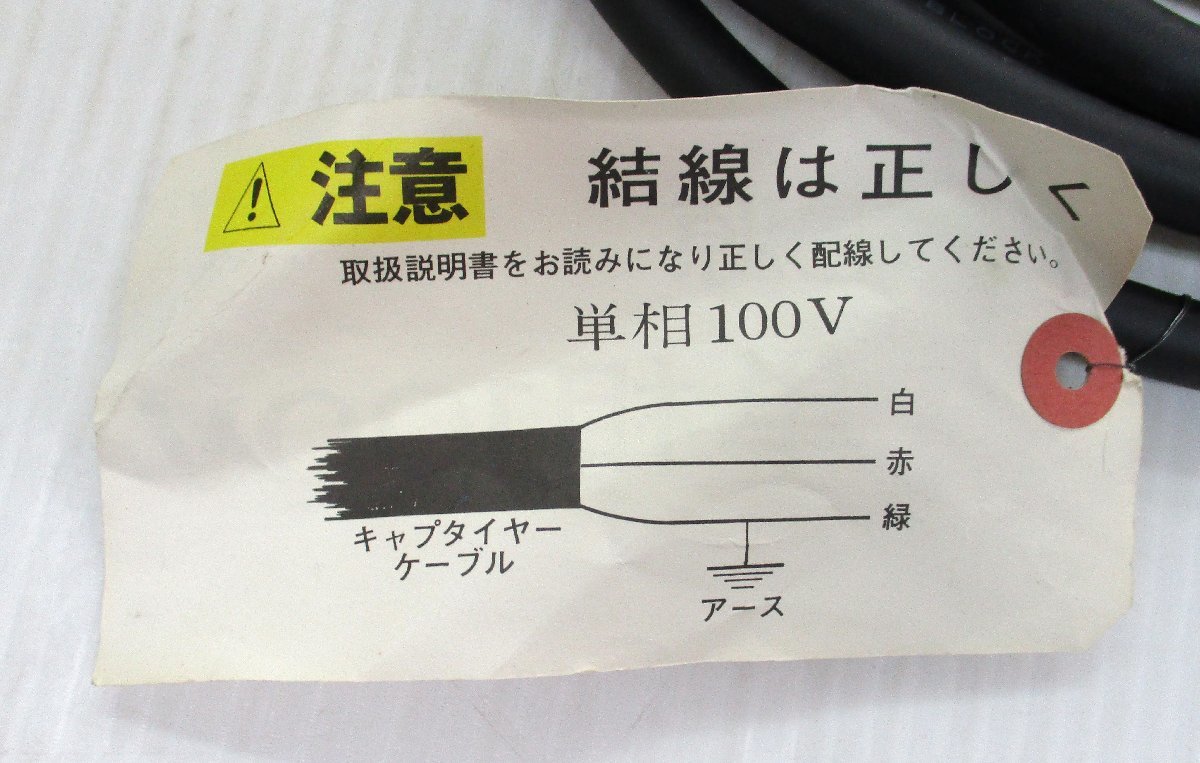 注意
結線は正しく
取扱説明書をお読みになり正しく配線してください。
単相100V
白
赤
緑
キャプタイヤー
ケーブル
アース